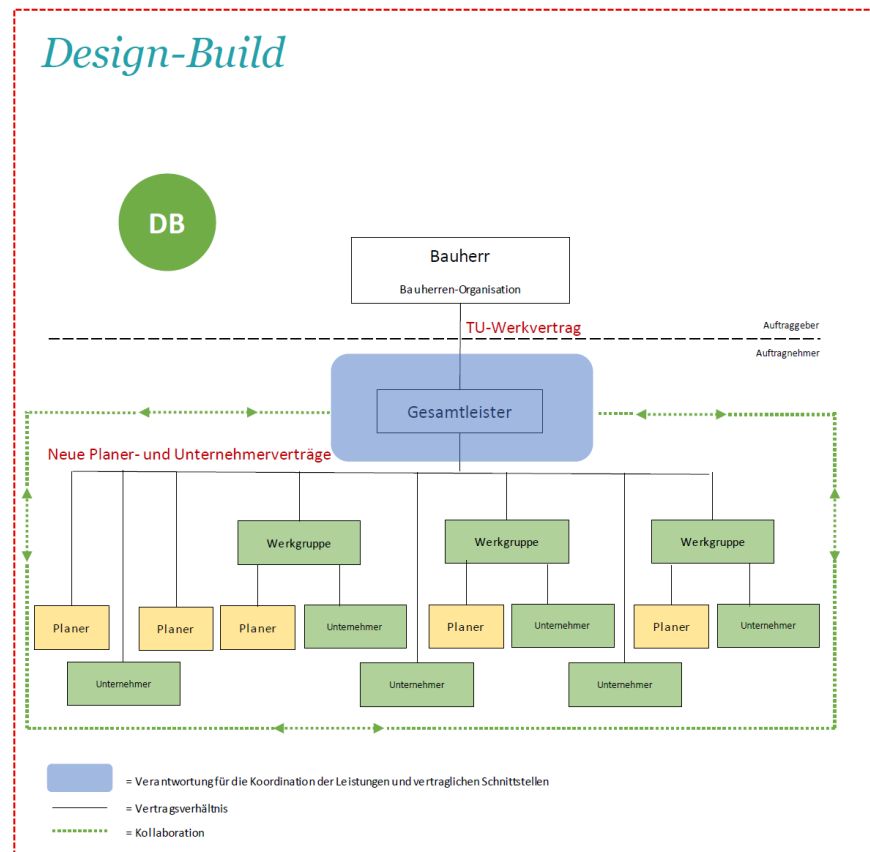 Design-Build
DB
Bauherr
Bauherren-Organisation
TU-Werkvertrag
Auftraggeber
Auftragnehmer
Gesamtleister
Neue Planer- und Unternehmerverträge
Werkgruppe
Werkgruppe
Werkgruppe
Planer
Planer
Planer
Unternehmer
Planer
Unternehmer
Planer
Unternehmer
Unternehmer
Unternehmer
Unternehmer
= Verantwortung für die Koordination der Leistungen und vertraglichen Schnittstellen
= Vertragsverhältnis
= Kollaboration